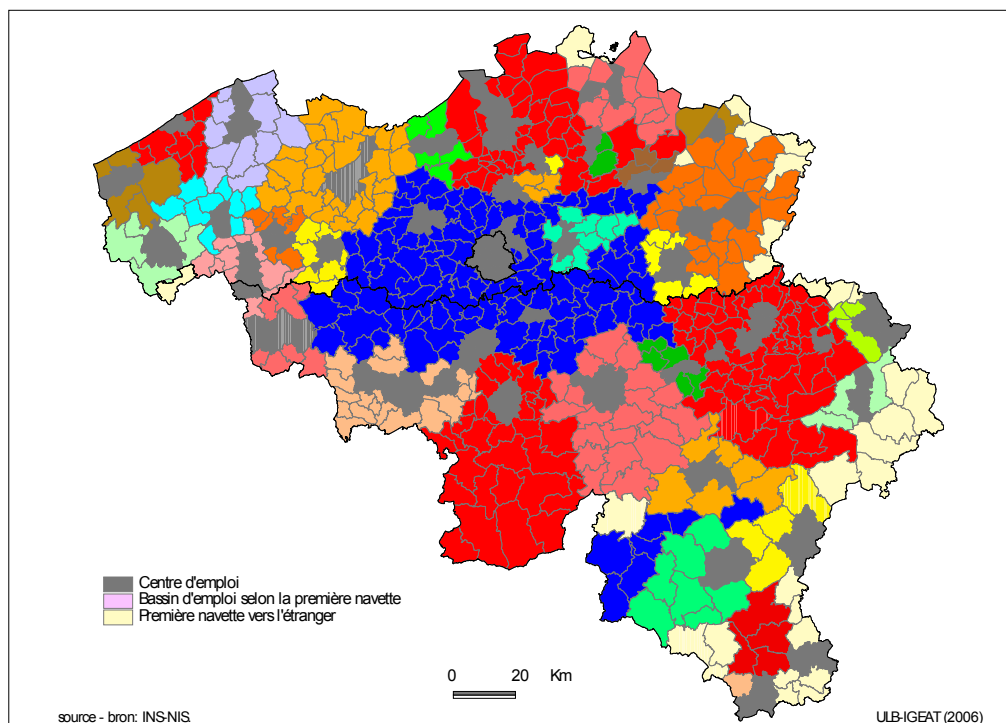 Centre d'emploi
Bassin d'emploi selon la première navette
Première navette vers l'étranger
0 20 Km
source - bron: INS-NIS.
ULB-IGEAT (2006)